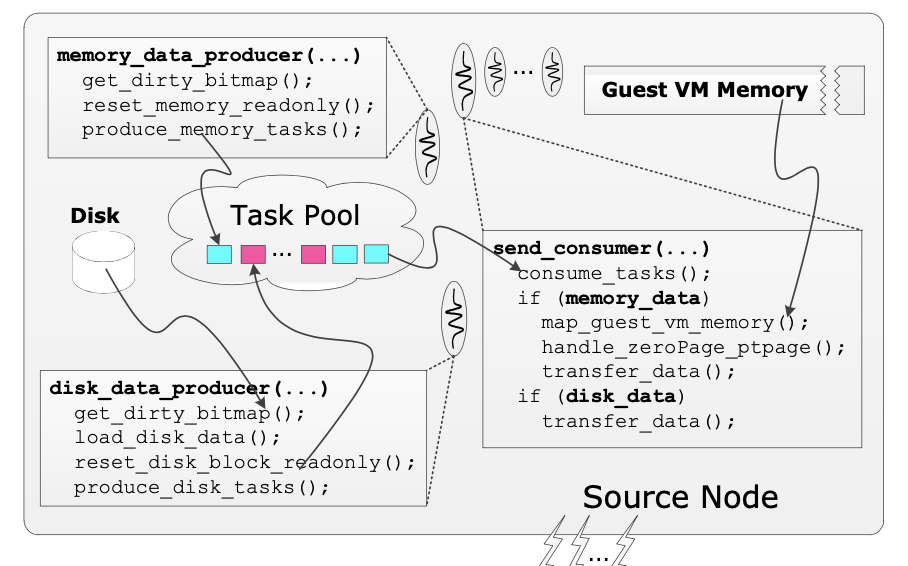 memory_data_producer(...)
get_dirty_bitmap();
reset_memory_readonly();
produce_memory_tasks();
...
Guest VM Memory
Disk
Task Pool
...
send_consumer(...)
consume_tasks();
if (memory_data)
map_guest_vm_memory();
handle_zeroPage_ptpage();
transfer_data();
if (disk_data)
transfer_data();
disk_data_producer(...)
get_dirty_bitmap();
load_disk_data();
reset_disk_block_readonly();
produce_disk_tasks();
Source Node
...